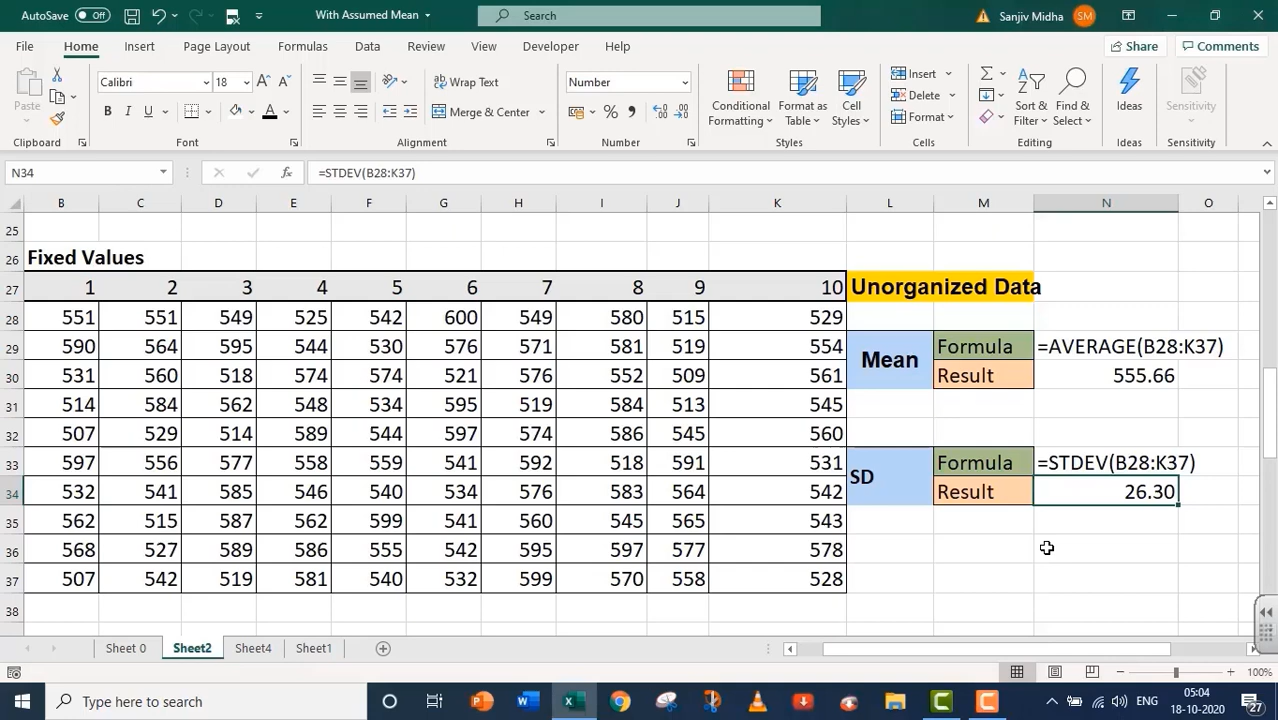 AutoSave Off With Assumed Mean Search Sanjiv Midha SM
File Home Insert Page Layout Formulas Data Review View Developer Help Share Comments
Calibri 18 Wrap Text Number Insert
Paste B I U Merge & Center Conditional Formatting Format as Table Cell Styles Delete Format Sort & Filter Find & Select Ideas Sensitivity
Clipboard Font Alignment Number Styles Cells Editing Ideas Sensitivity
N34 fx =STDEV(B28:K37)
B C D E F G H I J K L M N O
25
26 Fixed Values
27 1 2 3 4 5 6 7 8 9 10 Unorganized Data
28 551 551 549 525 542 600 549 580 515 529
29 590 564 595 544 530 576 571 581 519 554 Mean Formula =AVERAGE(B28:K37)
30 531 560 518 574 574 521 576 552 509 561 Result 555.66
31 514 584 562 548 534 595 519 584 513 545
32 507 529 514 589 544 597 574 586 545 560
33 597 556 577 558 559 541 592 518 591 531 SD Formula =STDEV(B28:K37)
34 532 541 585 546 540 534 576 583 564 542 Result 26.30
35 562 515 587 562 599 541 560 545 565 543
36 568 527 589 586 555 542 595 597 577 578
37 507 542 519 581 540 532 599 570 558 528
38
Sheet 0 Sheet2 Sheet4 Sheet1
100%
Type here to search ENG 05:04 18-10-2020 27